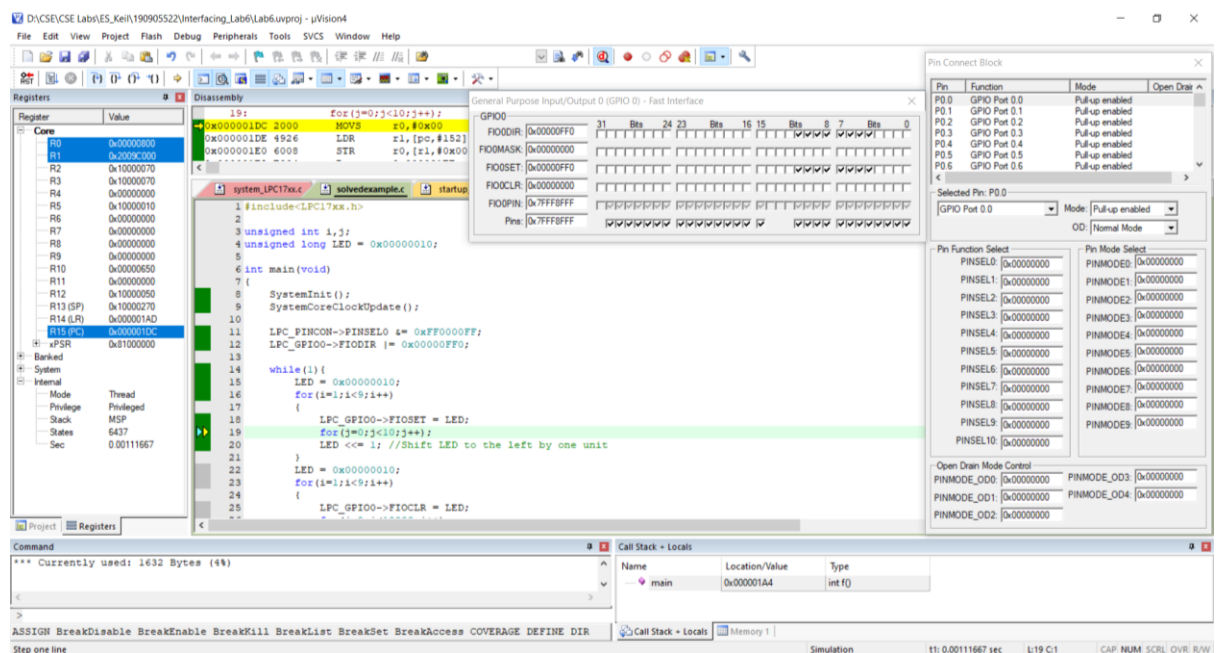 D:\CSE\CSE Labs\ES_Keil\190905522\Interfacing_Lab6\Lab6.uvproj - µVision4
File Edit View Project Flash Debug Peripherals Tools SVCS Window Help
Registers
Register Value
Core
R0 0x00000800
R1 0x2009C000
R2 0x10000070
R3 0x10000070
R4 0x00000000
R5 0x10000010
R6 0x00000000
R7 0x00000000
R8 0x00000000
R9 0x00000000
R10 0x00000650
R11 0x00000000
R12 0x10000050
R13 (SP) 0x10000270
R14 (LR) 0x000001AD
R15 (PC) 0x000001DC
xPSR 0x81000000
Banked
System
Internal
Mode Thread
Privilege Privileged
Stack MSP
States 6437
Sec 0.00111667
Project Registers
Disassembly
19: for(j=0;j<10;j++);
0x000001DC 2000 MOVS r0,#0x00
0x000001DE 4926 LDR r1,[pc,#152]
0x000001E0 6008 STR r0,[r1,#0x00
system_LPC17xx.c solvedexample.c startup
1 #include<LPC17xx.h>
2
3 unsigned int i,j;
4 unsigned long LED = 0x00000010;
5
6 int main(void)
7 {
8 SystemInit();
9 SystemCoreClockUpdate();
10
11 LPC_PINCON->PINSEL0 &= 0xFF0000FF;
12 LPC_GPIO0->FIODIR |= 0x00000FF0;
13
14 while(1){
15 LED = 0x00000010;
16 for(i=1;i<9;i++)
17 {
18 LPC_GPIO0->FIOSET = LED;
19 for(j=0;j<10;j++);
20 LED <<= 1; //Shift LED to the left by one unit
21 }
22 LED = 0x00000010;
23 for(i=1;i<9;i++)
24 {
25 LPC_GPIO0->FIOCLR = LED;
General Purpose Input/Output 0 (GPIO 0) - Fast Interface
GPIO0
31 Bits 24 23 Bits 16 15 Bits 8 7 Bits 0
FIO0DIR: 0x00000FF0
FIO0MASK: 0x00000000
FIO0SET: 0x00000FF0
FIO0CLR: 0x00000000
FIO0PIN: 0x7FFF8FFF
Pins: 0x7FFF8FFF
Pin Connect Block
Pin Function Mode Open Drair
P0.0 GPIO Port 0.0 Pull-up enabled
P0.1 GPIO Port 0.1 Pull-up enabled
P0.2 GPIO Port 0.2 Pull-up enabled
P0.3 GPIO Port 0.3 Pull-up enabled
P0.4 GPIO Port 0.4 Pull-up enabled
P0.5 GPIO Port 0.5 Pull-up enabled
P0.6 GPIO Port 0.6 Pull-up enabled
Selected Pin: P0.0
GPIO Port 0.0 Mode: Pull-up enabled
OD: Normal Mode
Pin Function Select Pin Mode Select
PINSEL0: 0x00000000 PINMODE0: 0x00000000
PINSEL1: 0x00000000 PINMODE1: 0x00000000
PINSEL2: 0x00000000 PINMODE2: 0x00000000
PINSEL3: 0x00000000 PINMODE3: 0x00000000
PINSEL4: 0x00000000 PINMODE4: 0x00000000
PINSEL5: 0x00000000 PINMODE5: 0x00000000
PINSEL6: 0x00000000 PINMODE6: 0x00000000
PINSEL7: 0x00000000 PINMODE7: 0x00000000
PINSEL8: 0x00000000 PINMODE8: 0x00000000
PINSEL9: 0x00000000 PINMODE9: 0x00000000
PINSEL10: 0x00000000
Open Drain Mode Control
PINMODE_OD0: 0x00000000 PINMODE_OD3: 0x00000000
PINMODE_OD1: 0x00000000 PINMODE_OD4: 0x00000000
PINMODE_OD2: 0x00000000
Command
*** Currently used: 1632 Bytes (4%)
>
ASSIGN BreakDisable BreakEnable BreakKill BreakList BreakSet BreakAccess COVERAGE DEFINE DIR
Call Stack + Locals
Name Location/Value Type
main 0x000001A4 int f()
Call Stack + Locals Memory 1
Step one line Simulation t1: 0.00111667 sec L:19 C:1 CAP NUM SCRL OVR R/W